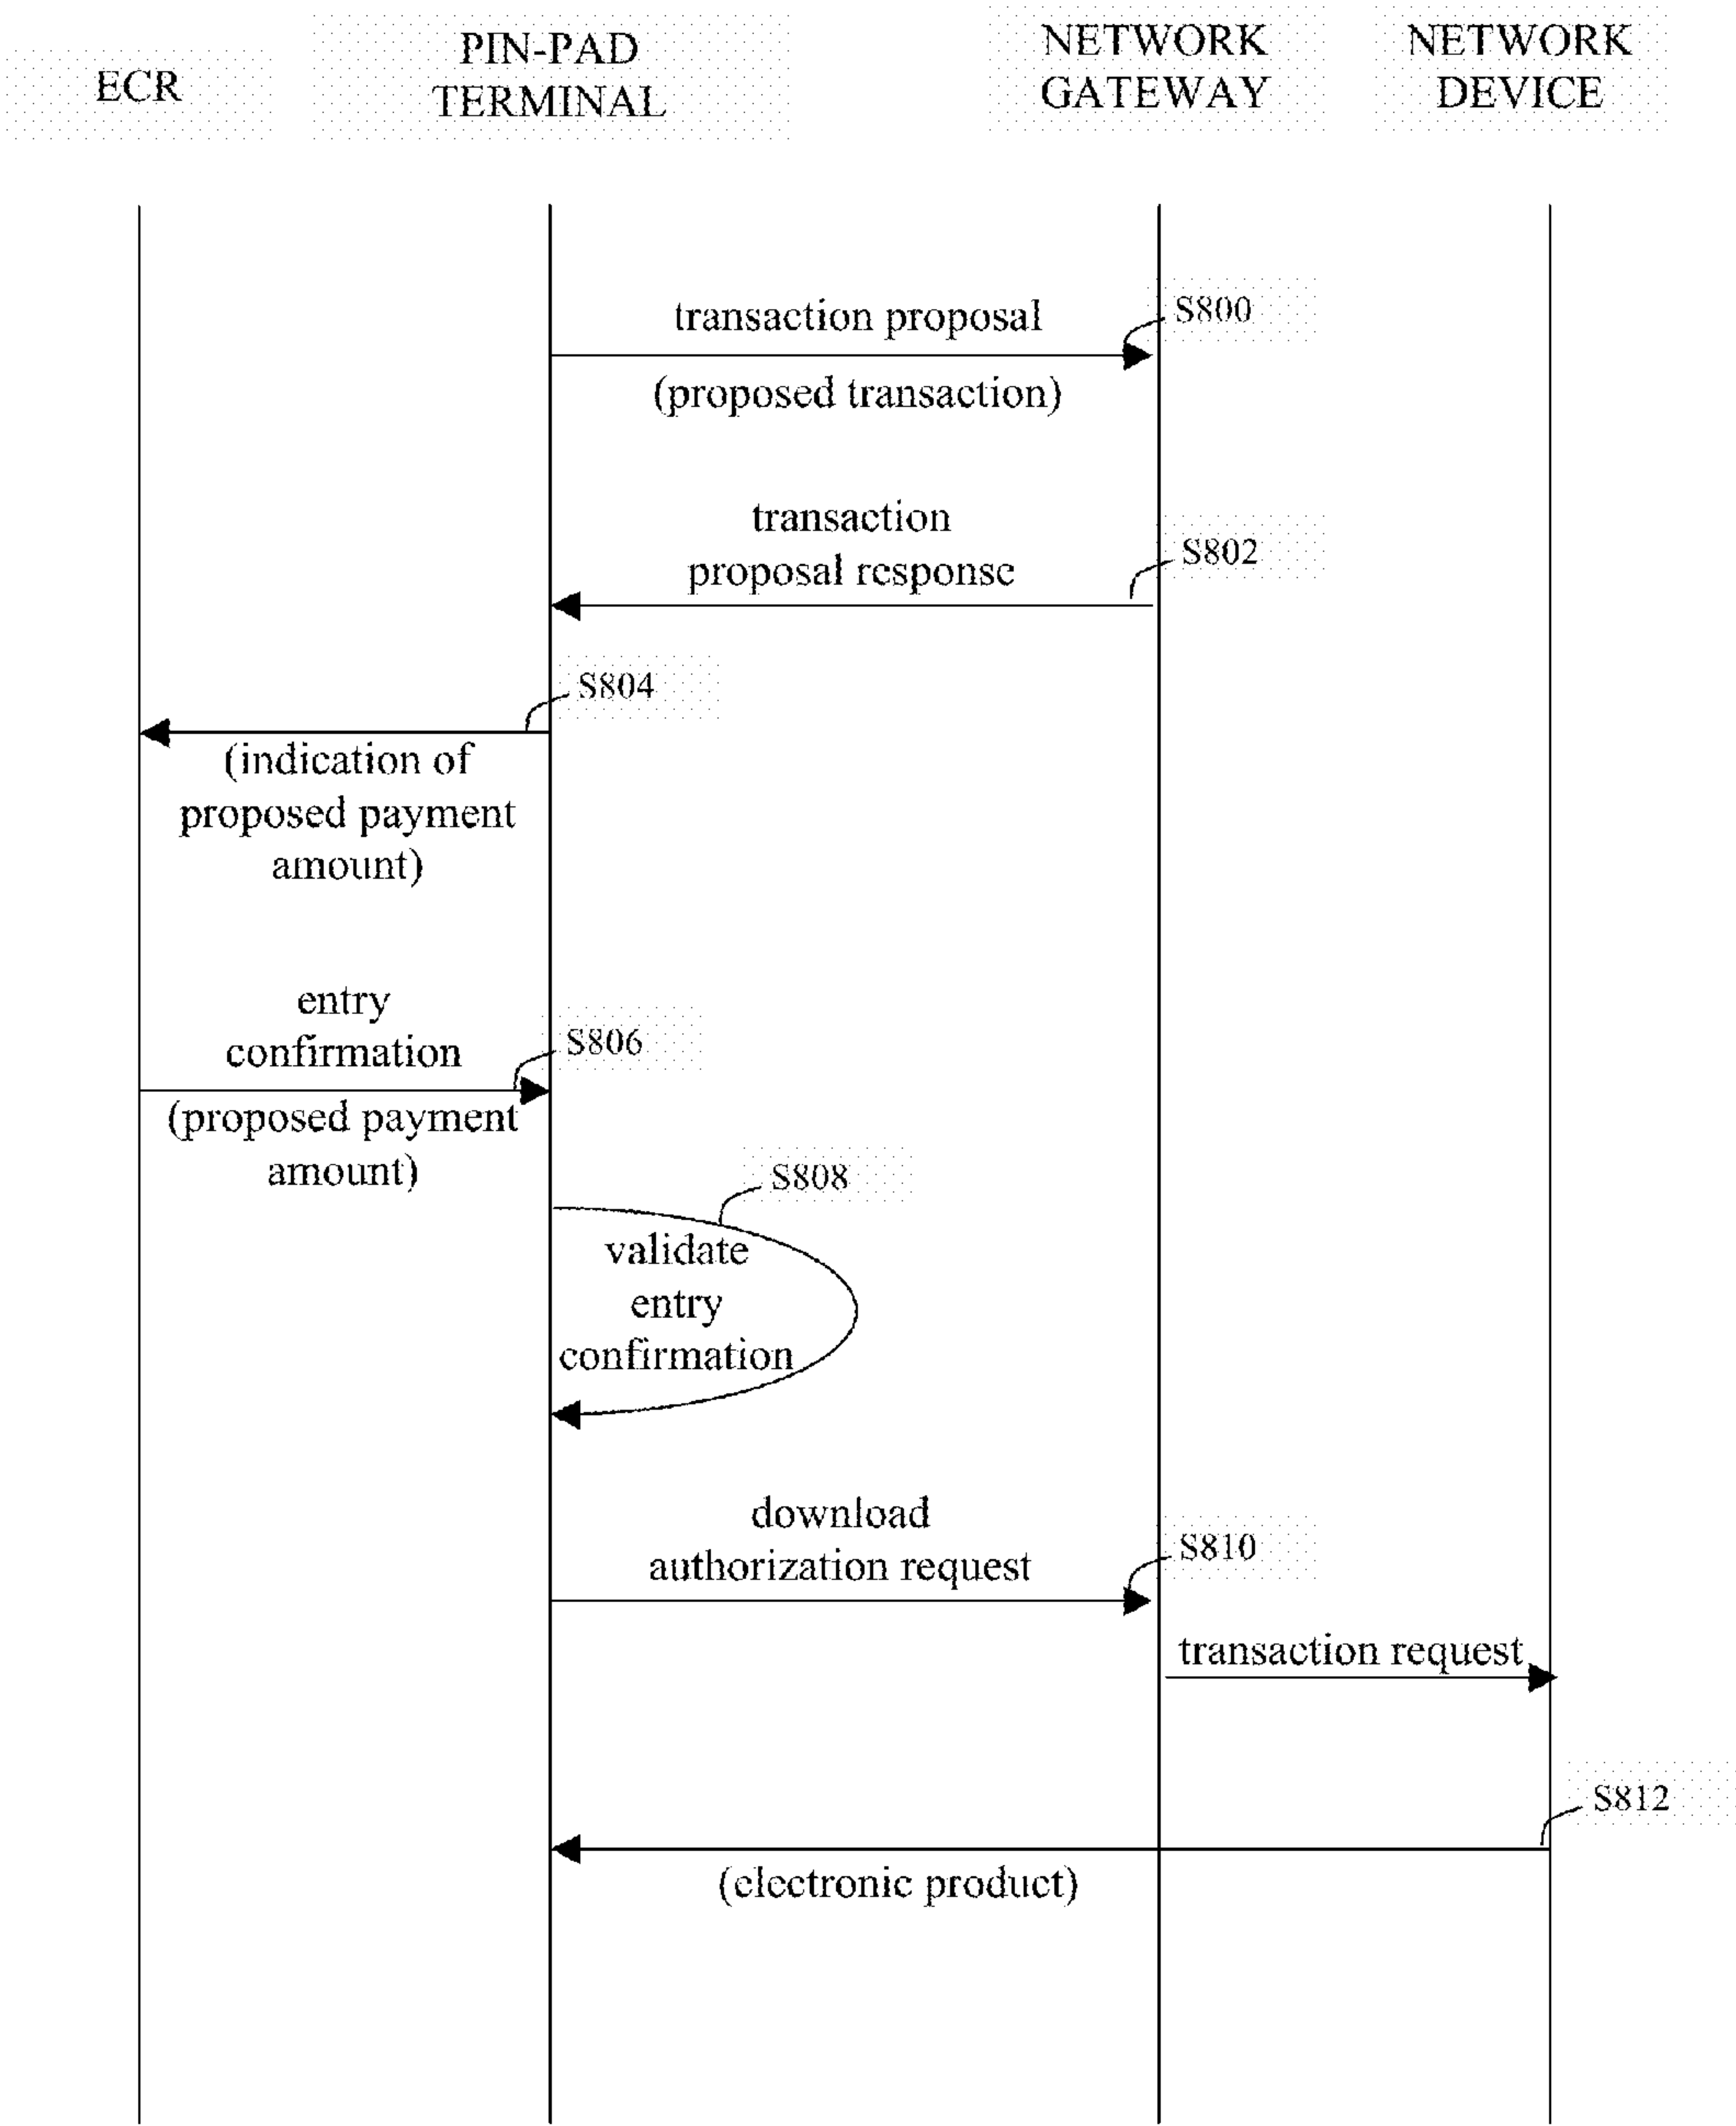 ECR
PIN-PAD
TERMINAL
NETWORK
GATEWAY
NETWORK
DEVICE
transaction proposal
S800
(proposed transaction)
transaction
proposal response
S802
S804
(indication of
proposed payment
amount)
entry
confirmation
S806
(proposed payment
amount)
S808
validate
entry
confirmation
download
authorization request
S810
transaction request
S812
(electronic product)